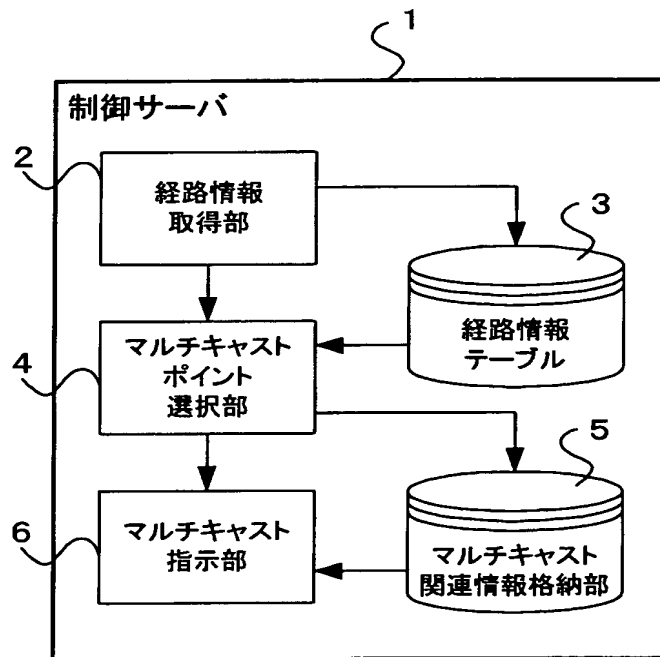 1
制御サーバ
2
経路情報
取得部
3
経路情報
テーブル
4
マルチキャスト
ポイント
選択部
5
マルチキャスト
関連情報格納部
6
マルチキャスト
指示部